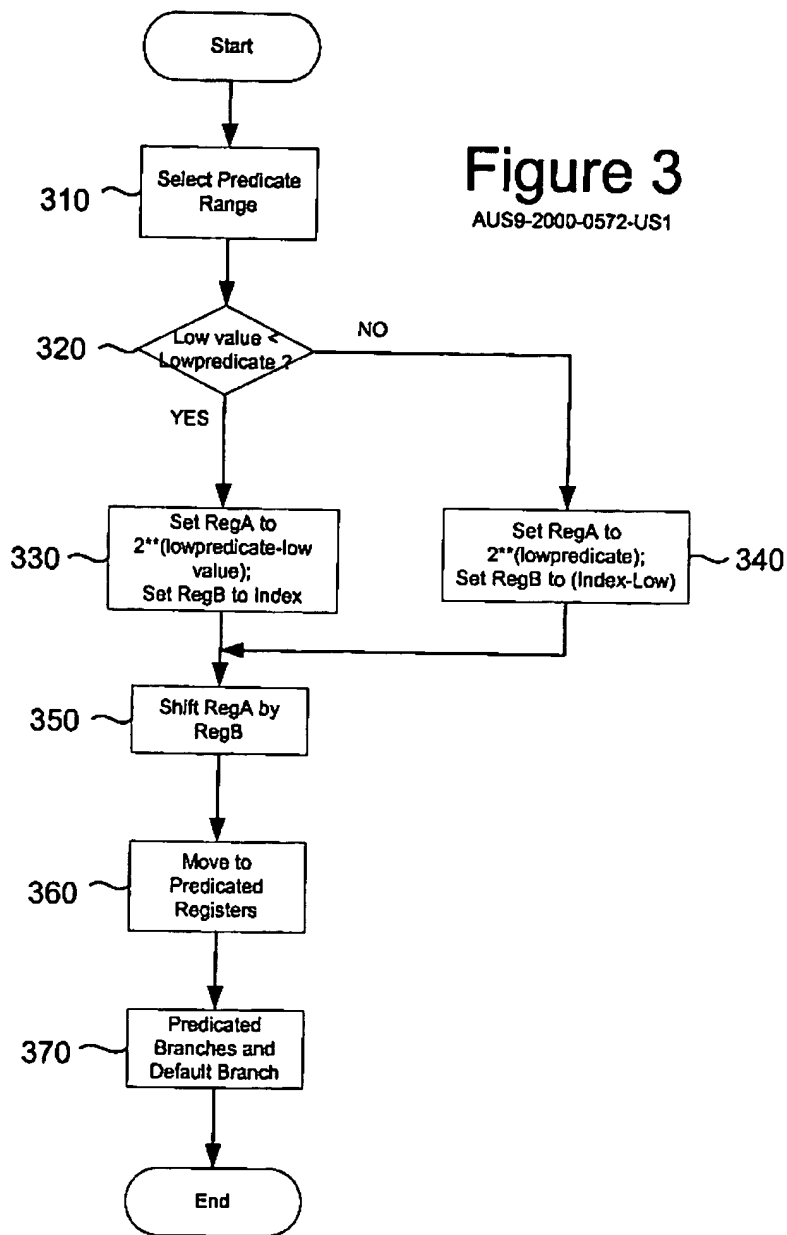 Start
Figure 3
AUS9-2000-0572-US1
310
Select Predicate
Range
320
Low value <
Lowpredicate ?
NO
YES
330
Set RegA to
2**(lowpredicate-low
value);
Set RegB to Index
Set RegA to
2**(lowpredicate);
Set RegB to (Index-Low)
340
350
Shift RegA by
RegB
360
Move to
Predicated
Registers
370
Predicated
Branches and
Default Branch
End